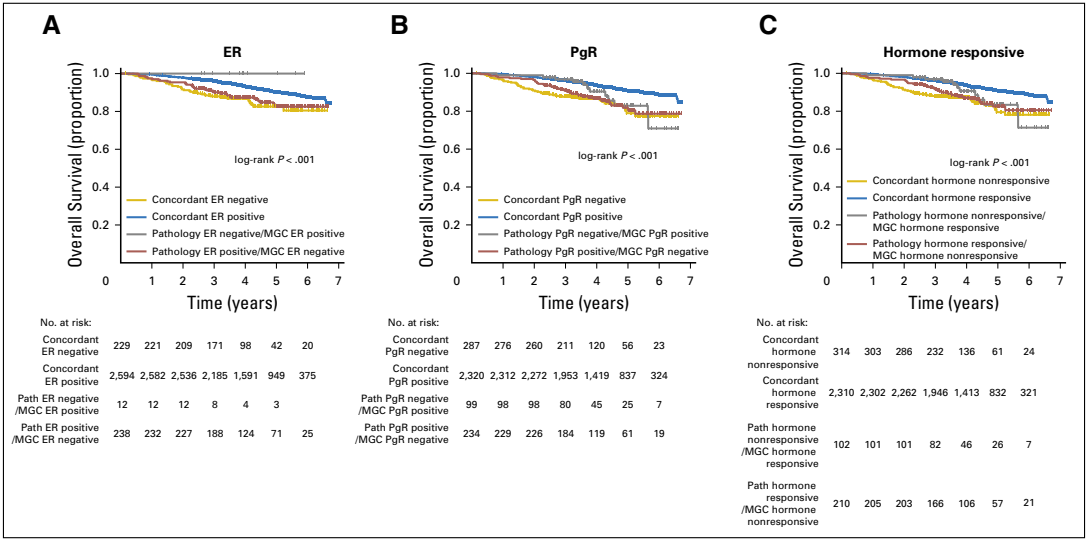 A
ER
Overall Survival (proportion)
1.0
0.8
0.6
0.4
0.2
log-rank P < .001
Concordant ER negative
Concordant ER positive
Pathology ER negative/MGC ER positive
Pathology ER positive/MGC ER negative
0 1 2 3 4 5 6 7
Time (years)
No. at risk:
Concordant
ER negative
229 221 209 171 98 42 20
Concordant
ER positive
2,594 2,582 2,536 2,185 1,591 949 375
Path ER negative
/MGC ER positive
12 12 12 8 4 3
Path ER positive
/MGC ER negative
238 232 227 188 124 71 25
B
PgR
Overall Survival (proportion)
1.0
0.8
0.6
0.4
0.2
log-rank P < .001
Concordant PgR negative
Concordant PgR positive
Pathology PgR negative/MGC PgR positive
Pathology PgR positive/MGC PgR negative
0 1 2 3 4 5 6 7
Time (years)
No. at risk:
Concordant
PgR negative
287 276 260 211 120 56 23
Concordant
PgR positive
2,320 2,312 2,272 1,953 1,419 837 324
Path PgR negative
/MGC PgR positive
99 98 98 80 45 25 7
Path PgR positive
/MGC PgR negative
234 229 226 184 119 61 19
C
Hormone responsive
Overall Survival (proportion)
1.0
0.8
0.6
0.4
0.2
log-rank P < .001
Concordant hormone nonresponsive
Concordant hormone responsive
Pathology hormone nonresponsive/
MGC hormone responsive
Pathology hormone responsive/
MGC hormone nonresponsive
0 1 2 3 4 5 6 7
Time (years)
No. at risk:
Concordant
hormone
nonresponsive
314 303 286 232 136 61 24
Concordant
hormone
responsive
2,310 2,302 2,262 1,946 1,413 832 321
Path hormone
nonresponsive
/MGC hormone
responsive
102 101 101 82 46 26 7
Path hormone
responsive
/MGC hormone
nonresponsive
210 205 203 166 106 57 21